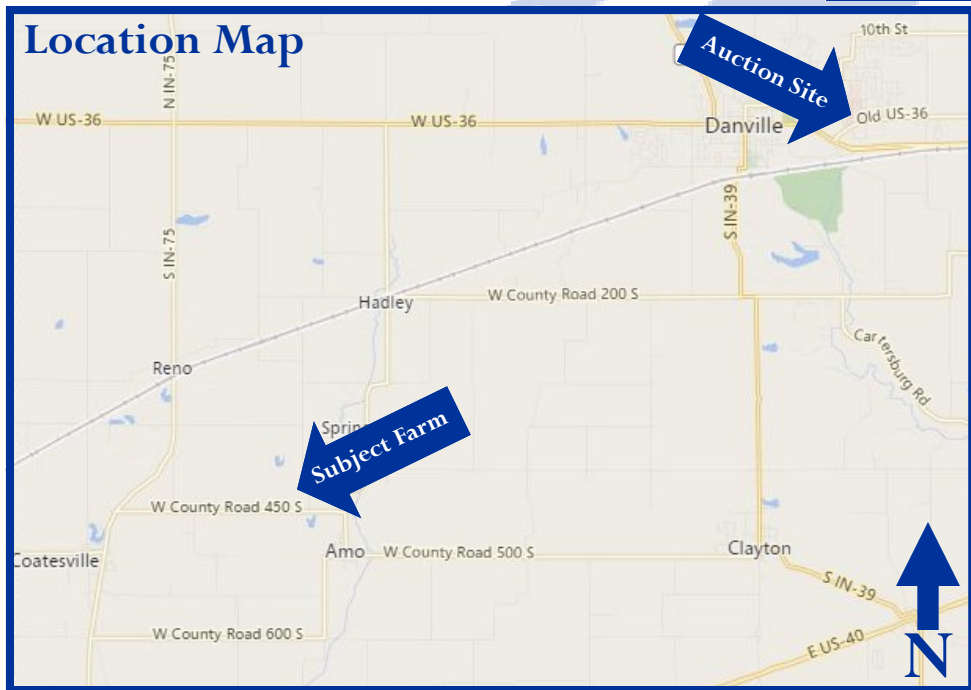 Location Map
N.IN-75
10th St
Auction Site
W US-36
W US-36
Danville
Old US-36
S.IN-39
S.IN-75
Hadley
W County Road 200 S
Reno
Cartersburg Rd
Subject Farm
W County Road 450 S
Coatesville
Amo
W County Road 500 S
Clayton
S IN-39
W County Road 600 S
E US-40
N